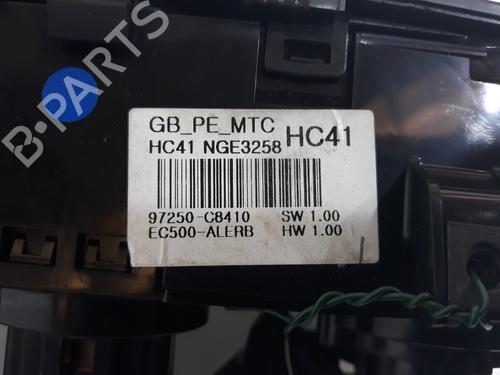 GB_PE_MTC
HC41 NGE3258 HC41
97250-C8410 SW 1.00
EC500-ALERB HW 1.00
B-PARTS